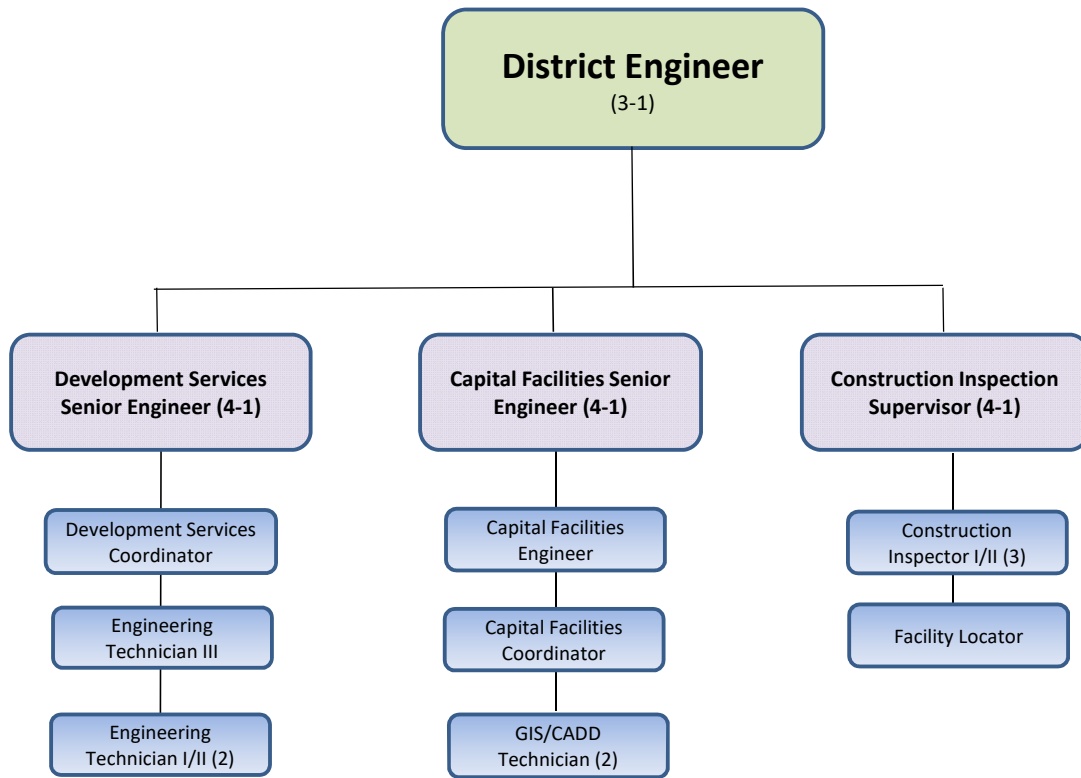 District Engineer
(3-1)
Development Services
Senior Engineer (4-1)
Capital Facilities Senior
Engineer (4-1)
Construction Inspection
Supervisor (4-1)
Development Services
Coordinator
Capital Facilities
Engineer
Construction
Inspector I/II (3)
Engineering
Technician III
Capital Facilities
Coordinator
Facility Locator
Engineering
Technician I/II (2)
GIS/CADD
Technician (2)